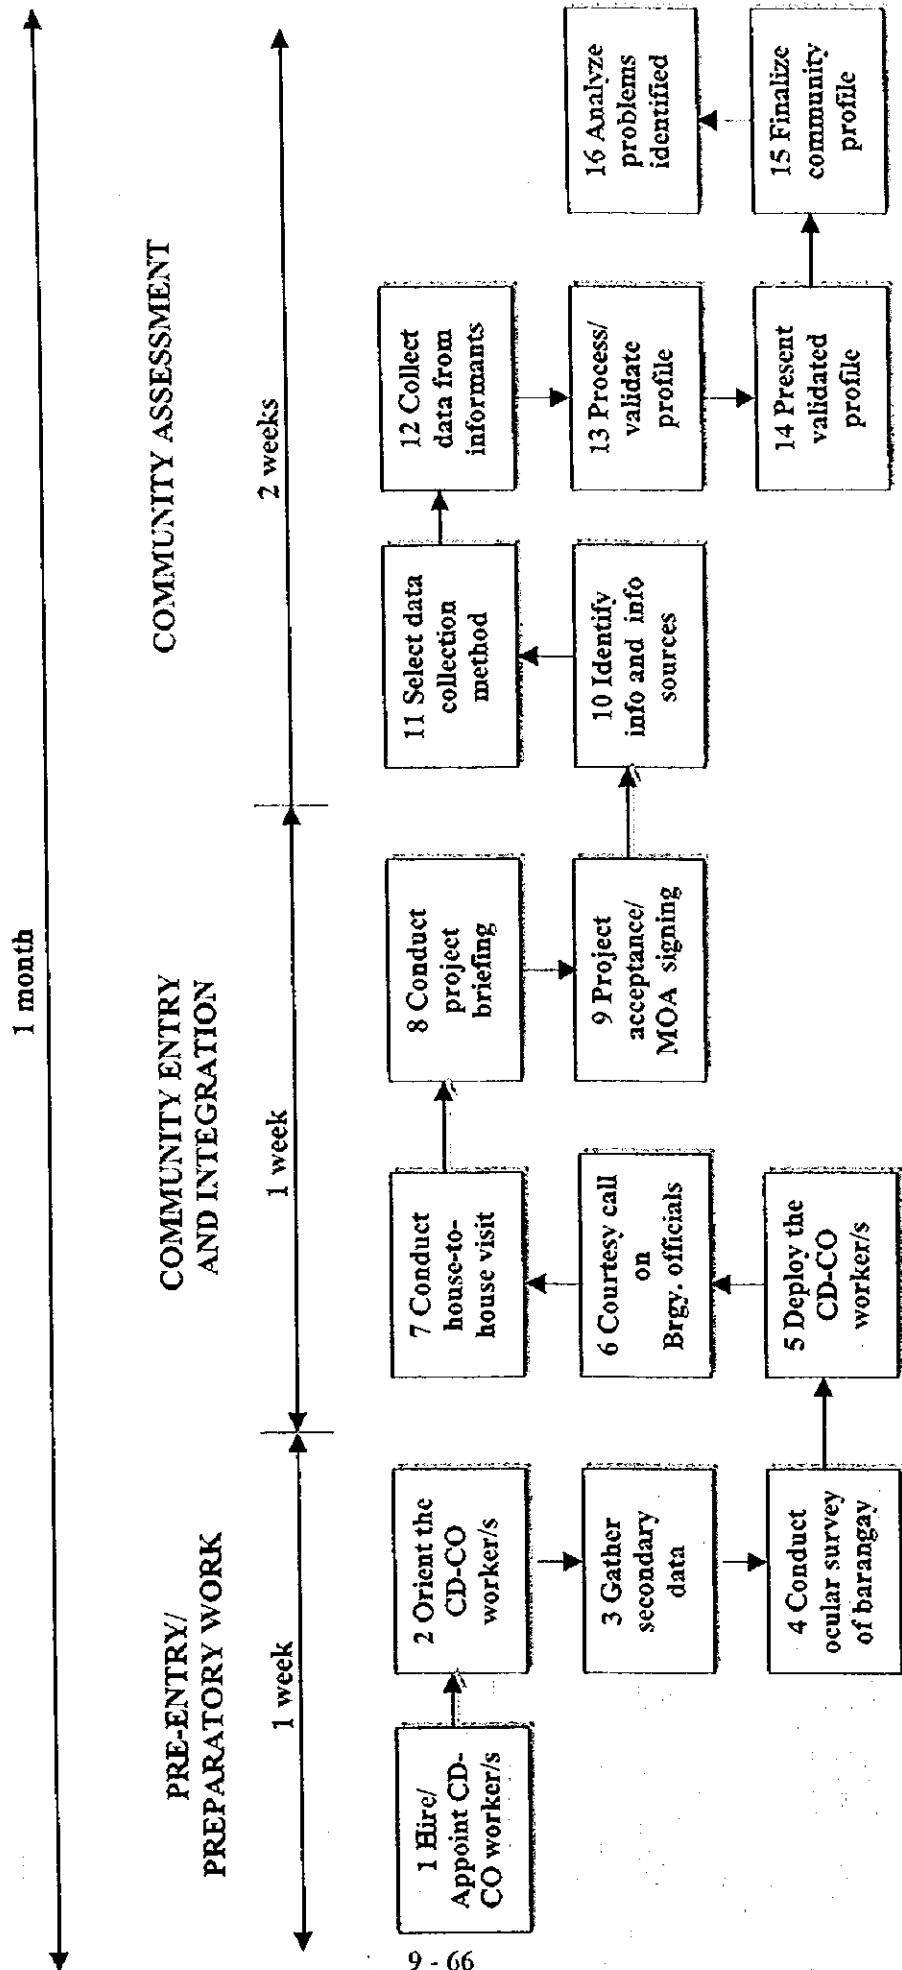 1 month
PRE-ENTRY/
PREPARATORY WORK
COMMUNITY ENTRY
AND INTEGRATION
COMMUNITY ASSESSMENT
1 week
1 week
2 weeks
1 Hire/
Appoint CD-
CO worker/s
2 Orient the
CD-CO
worker/s
3 Gather
secondary
data
4 Conduct
ocular survey
of barangay
5 Deploy the
CD-CO
worker/s
6 Courtesy call
on
Brgy. officials
7 Conduct
house-to-
house visit
8 Conduct
project
briefing
9 Project
acceptance/
MOA signing
10 Identify
info and info
sources
11 Select data
collection
method
12 Collect
data from
informants
13 Process/
validate
profile
14 Present
validated
profile
15 Finalize
community
profile
16 Analyze
problems
identified
9 - 66